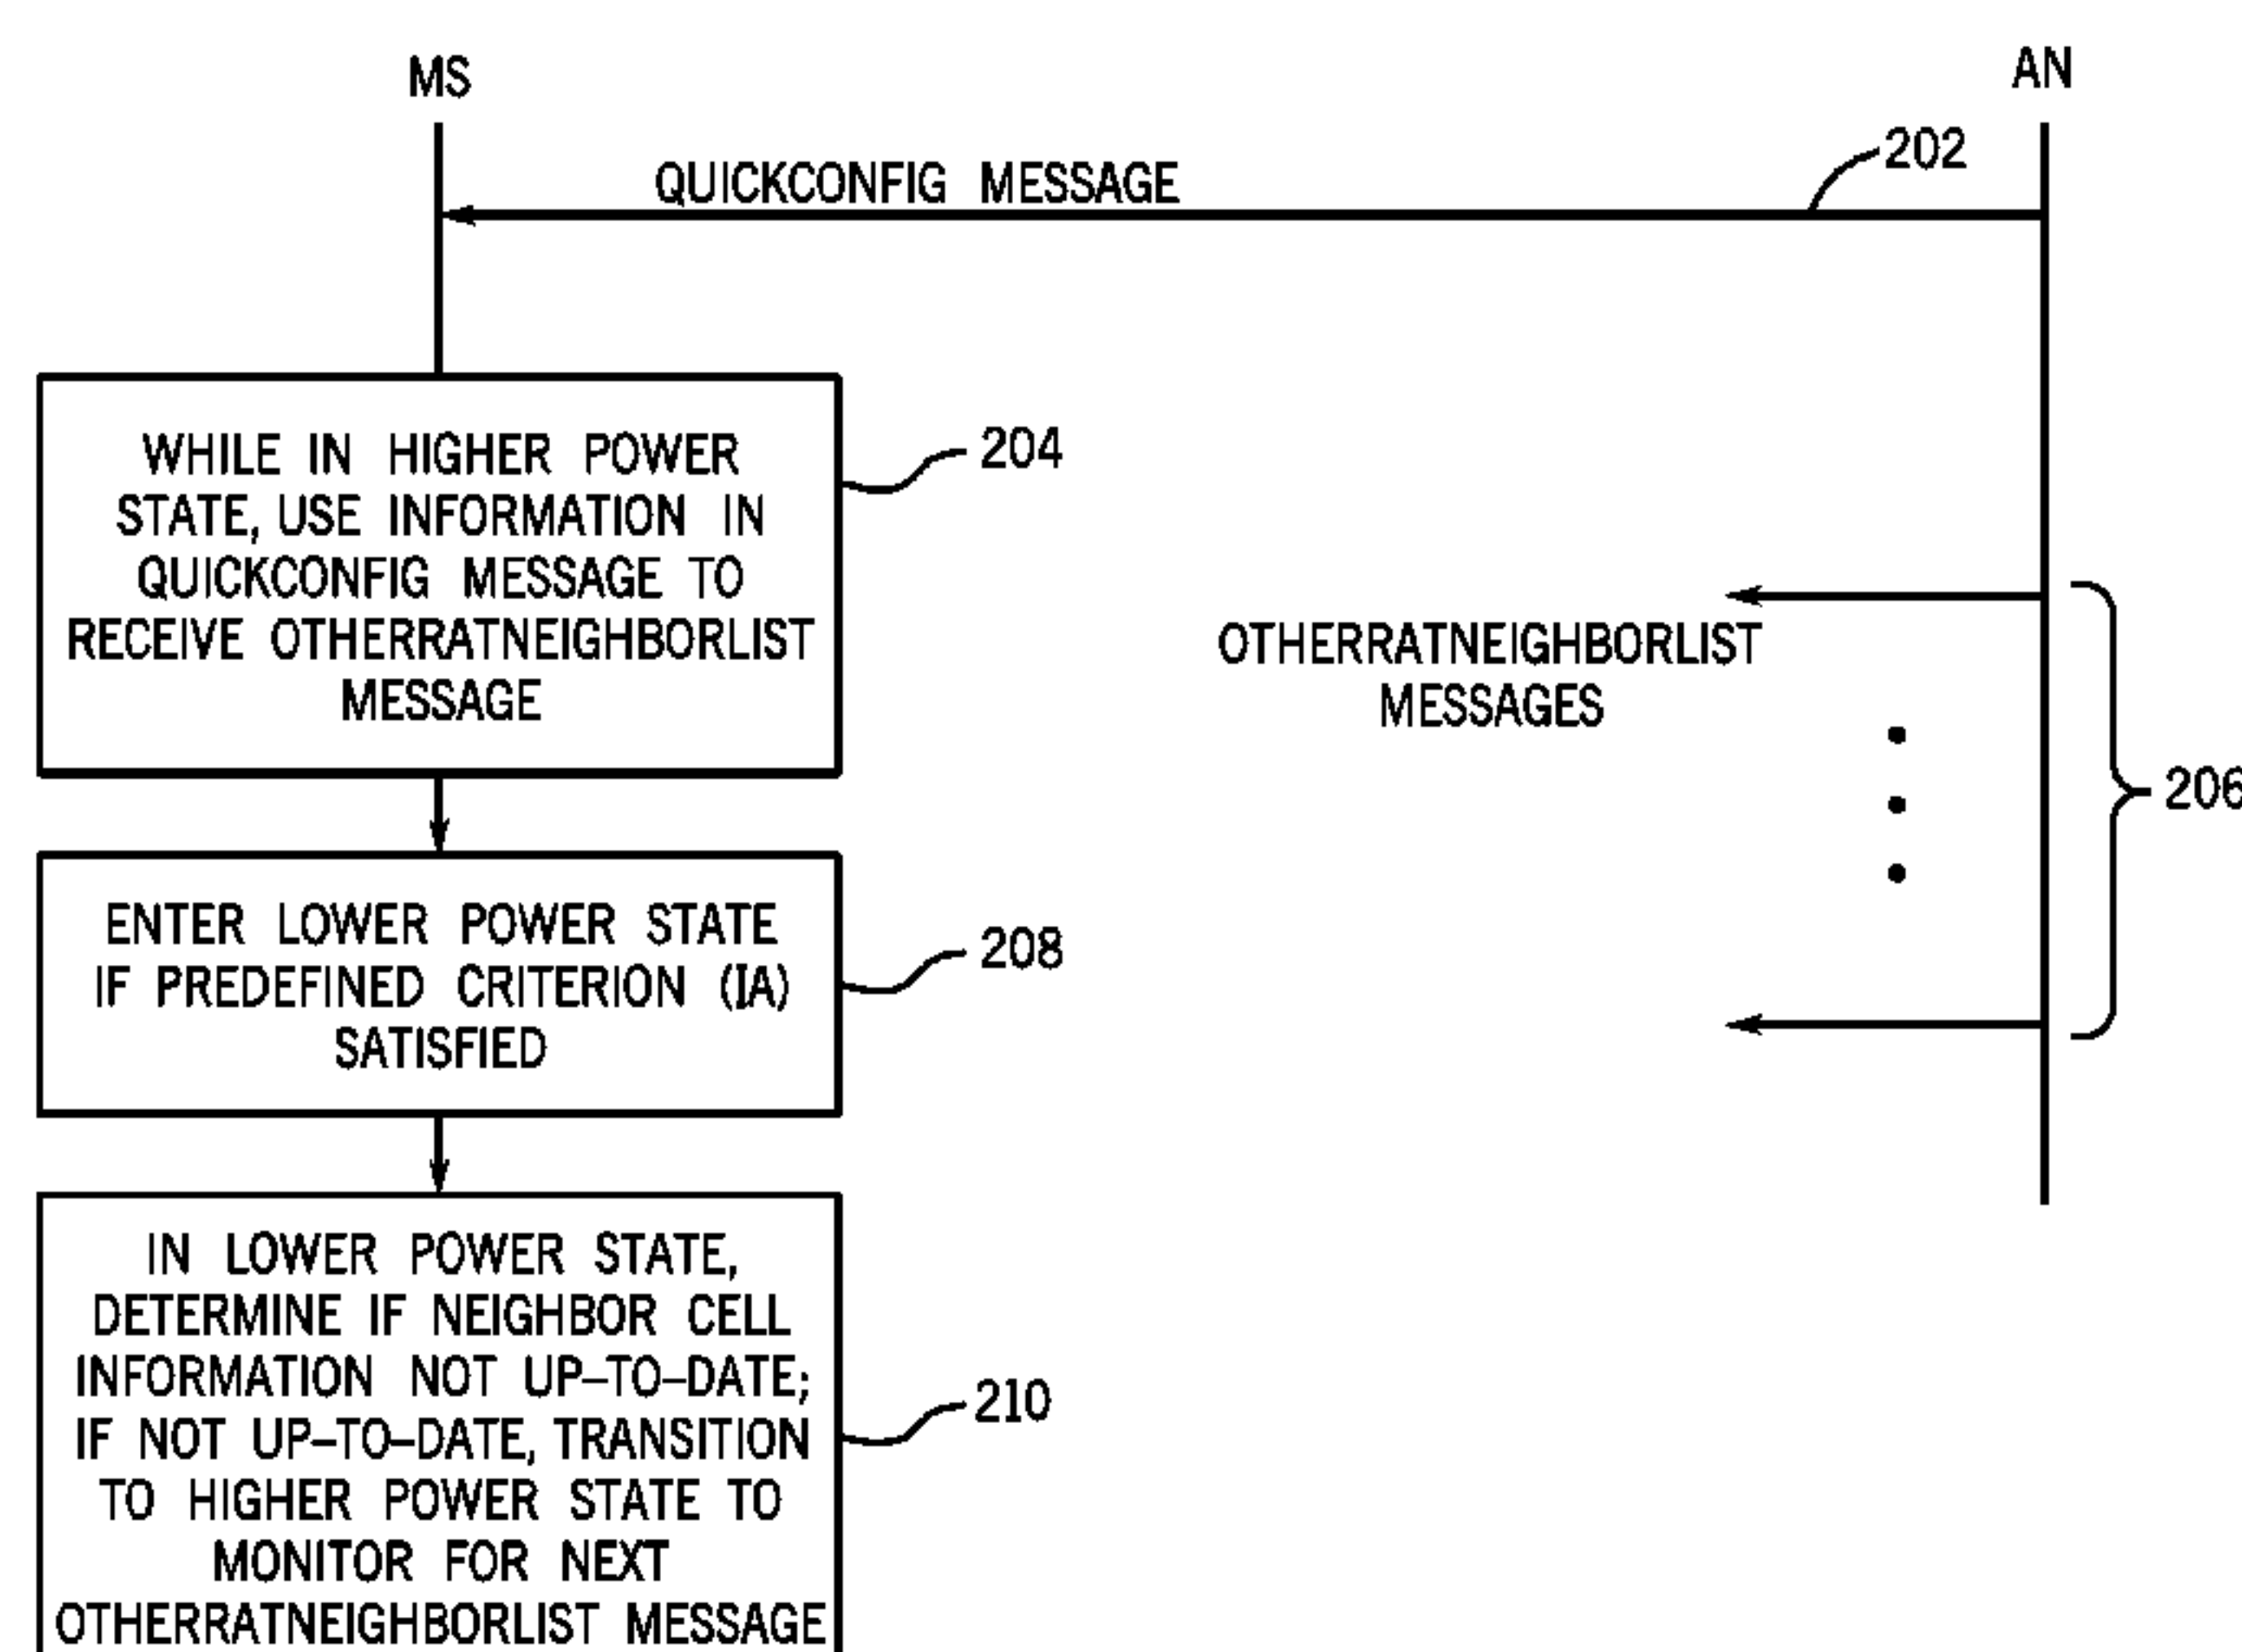 MS
AN
QUICKCONFIG MESSAGE
202
WHILE IN HIGHER POWER
STATE, USE INFORMATION IN
QUICKCONFIG MESSAGE TO
RECEIVE OTHERRATNEIGHBORLIST
MESSAGE
204
OTHERRATNEIGHBORLIST
MESSAGES
206
ENTER LOWER POWER STATE
IF PREDEFINED CRITERION (IA)
SATISFIED
208
IN LOWER POWER STATE,
DETERMINE IF NEIGHBOR CELL
INFORMATION NOT UP-TO-DATE;
IF NOT UP-TO-DATE, TRANSITION
TO HIGHER POWER STATE TO
MONITOR FOR NEXT
OTHERRATNEIGHBORLIST MESSAGE
210